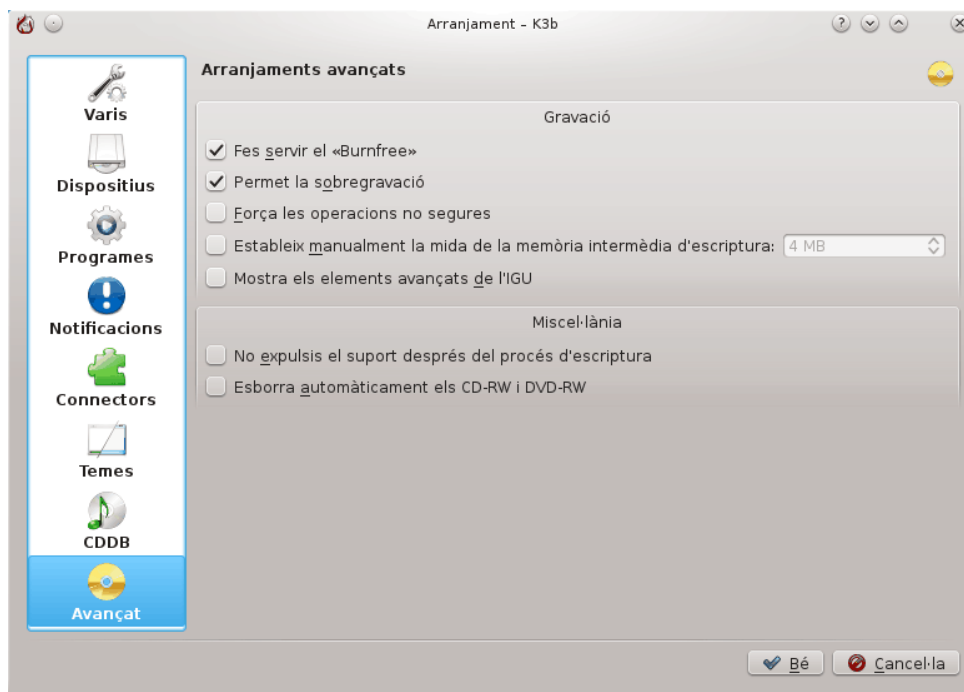 Arranjament – K3b
Varis
Dispositius
Programes
Notificacions
Connectors
Temes
CDDB
Avançat
Arranjaments avançats
Gravació
Fes servir el «Burnfree»
Permet la sobregravació
Força les operacions no segures
Estableix manualment la mida de la memòria intermèdia d'escriptura: 4 MB
Mostra els elements avançats de l'IGU
Miscel·lània
No expulsis el suport després del procés d'escriptura
Esborra automàticament els CD-RW i DVD-RW
Bé
Cancel·la